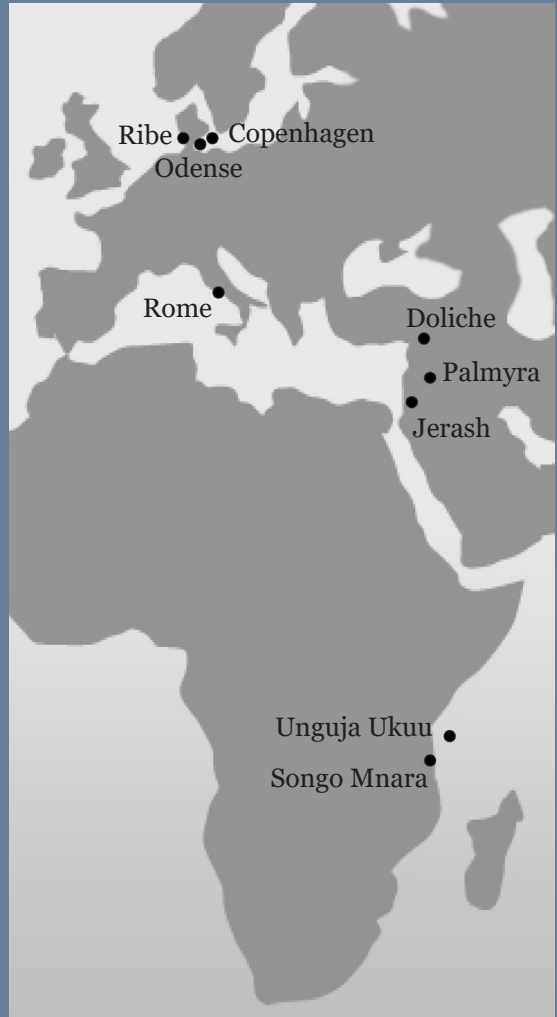 Ribe
Copenhagen
Odense
Rome
Doliche
Palmyra
Jerash
Unguja Ukuu
Songo Mnara